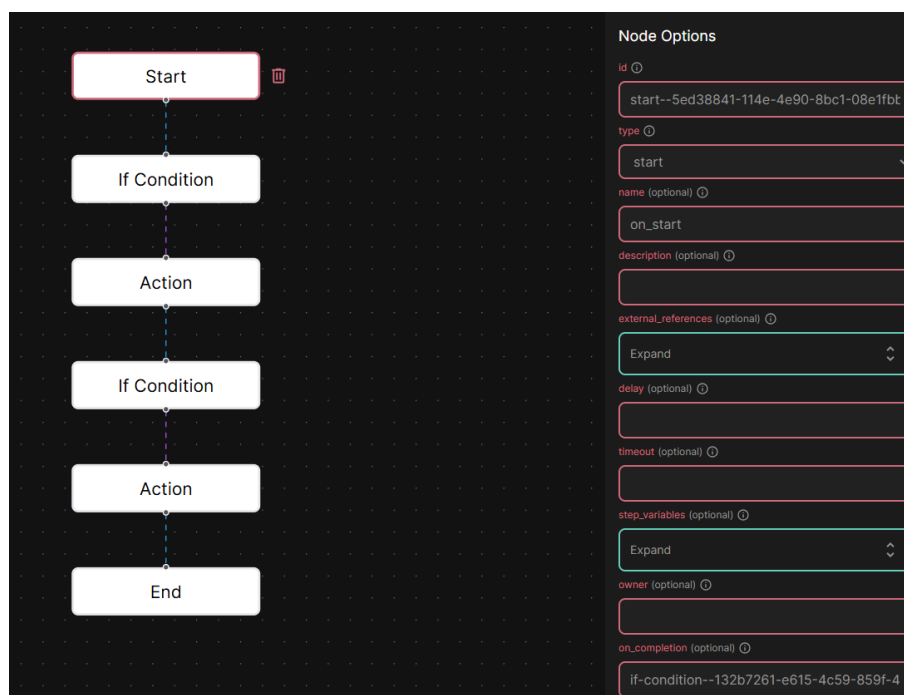 Start
If Condition
Action
If Condition
Action
End
Node Options
id
start--5ed38841-114e-4e90-8bc1-08e1fbb
type
start
name (optional)
on_start
description (optional)
external_references (optional)
Expand
delay (optional)
timeout (optional)
step_variables (optional)
Expand
owner (optional)
on_completion (optional)
if-condition--132b7261-e615-4c59-859f-4